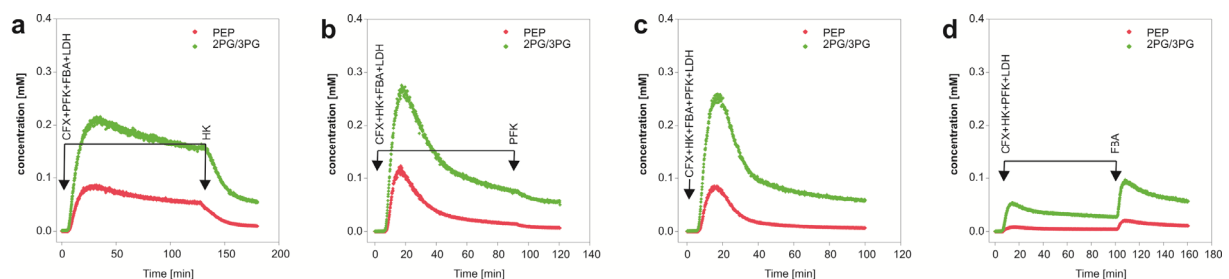 a
0.4
0.3
0.2
0.1
0.0
concentration [mM]
0 50 100 150 200
Time [min]
CFX+PFK+FBA+LDH
HK
PEP
2PG/3PG
b
0.4
0.3
0.2
0.1
0.0
concentration [mM]
0 20 40 60 80 100 120 140
Time [min]
CFX+HK+FBA+LDH
PFK
PEP
2PG/3PG
c
0.4
0.3
0.2
0.1
0.0
concentration [mM]
0 20 40 60 80 100
Time [min]
CFX+HK+FBA+PFK+LDH
PEP
2PG/3PG
d
0.4
0.3
0.2
0.1
0.0
concentration [mM]
0 20 40 60 80 100 120 140 160 180
Time [min]
CFX+HK+PFK+LDH
FBA
PEP
2PG/3PG